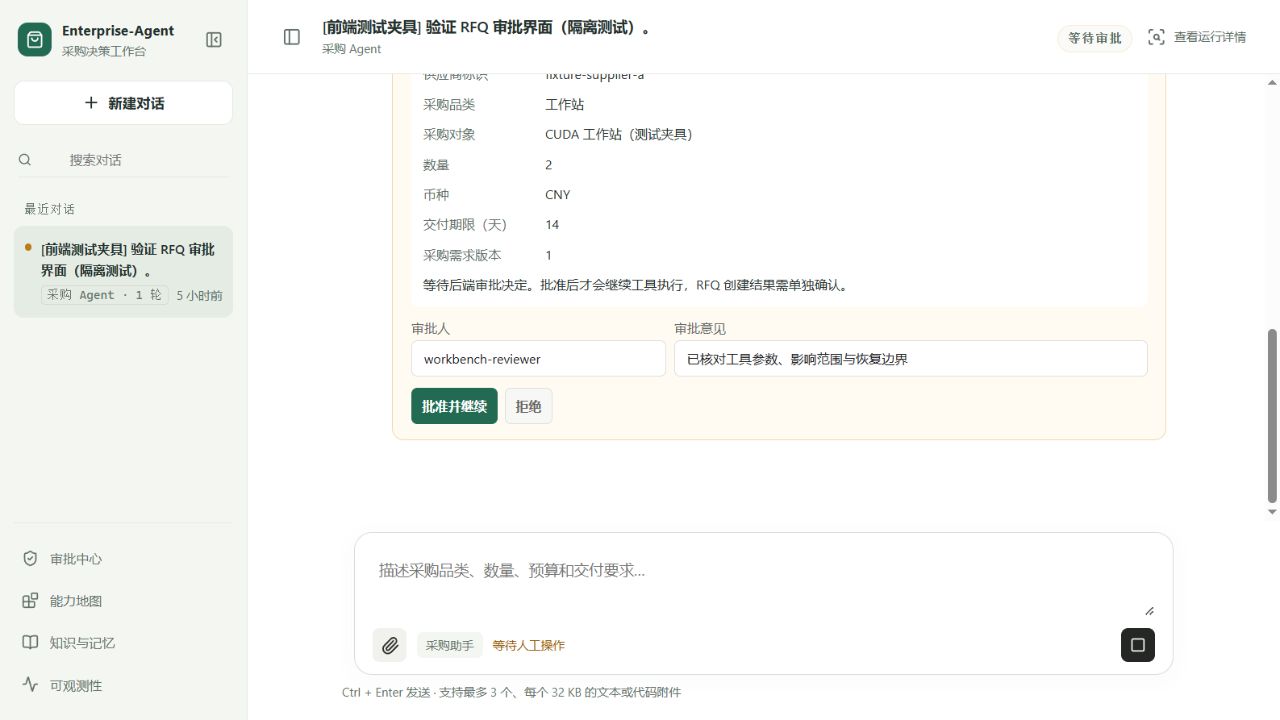 Enterprise-Agent
采购决策工作台
新建对话
搜索对话
最近对话
[前端测试夹具] 验证 RFQ 审批
界面（隔离测试）。
采购 Agent · 1 轮 5 小时前
审批中心
能力地图
知识与记忆
可观测性
[前端测试夹具] 验证 RFQ 审批界面（隔离测试）。
采购 Agent
等待审批
查看运行详情
供应商标识 fixture-supplier-a
采购品类 工作站
采购对象 CUDA 工作站（测试夹具）
数量 2
币种 CNY
交付期限（天） 14
采购需求版本 1
等待后端审批决定。批准后才会继续工具执行，RFQ 创建结果需单独确认。
审批人 审批意见
workbench-reviewer 已核对工具参数、影响范围与恢复边界
批准并继续 拒绝
描述采购品类、数量、预算和交付要求...
采购助手 等待人工操作
Ctrl + Enter 发送 · 支持最多 3 个、每个 32 KB 的文本或代码附件